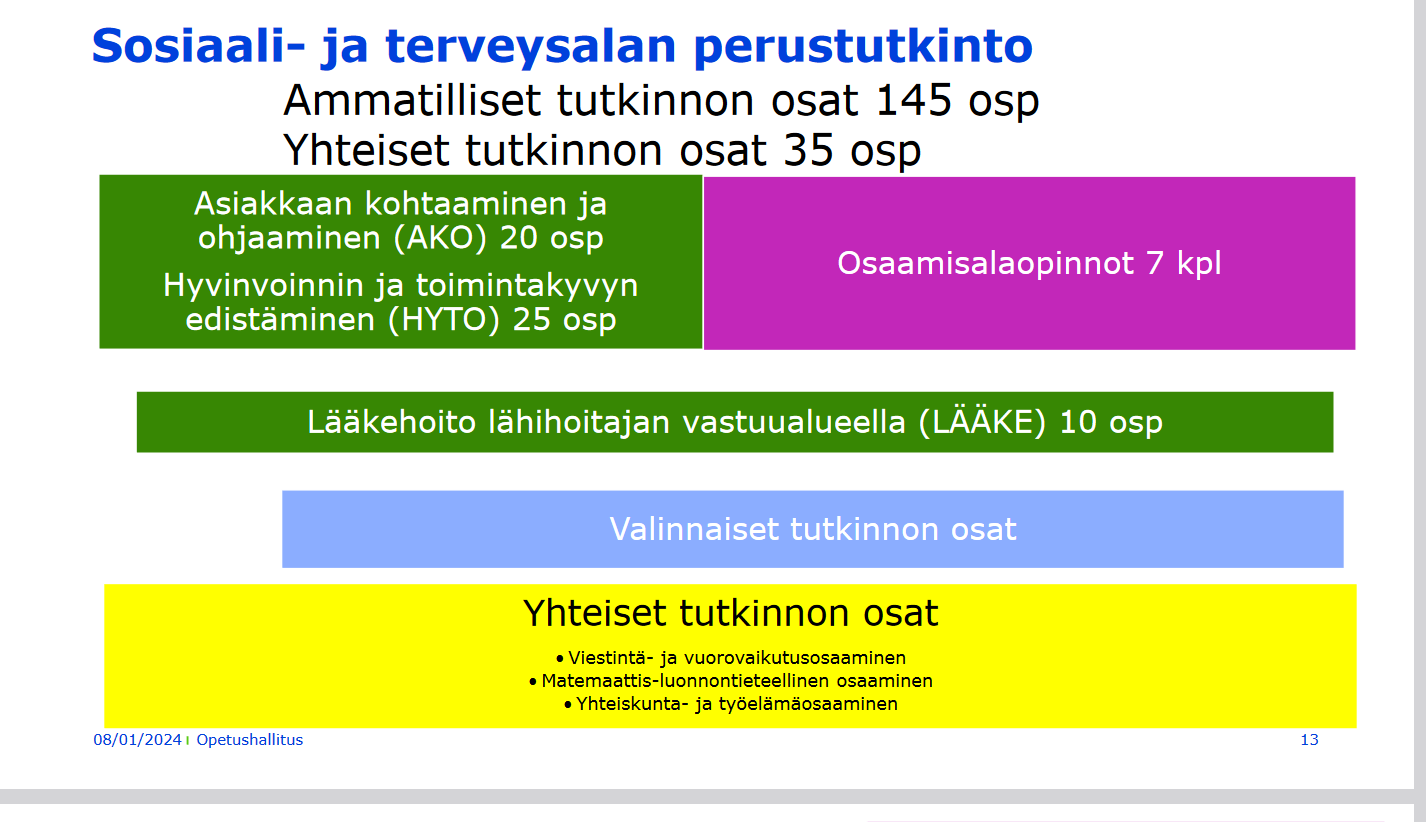 Sosiaali- ja terveysalan perustutkinto
Ammatilliset tutkinnon osat 145 osp
Yhteiset tutkinnon osat 35 osp
Asiakkaan kohtaaminen ja
ohjaaminen (AKO) 20 osp
Hyvinvoinnin ja toimintakyvyn
edistäminen (HYTO) 25 osp
Osaamisalaopinnot 7 kpl
Lääkehoito lähihoitajan vastuualueella (LÄÄKE) 10 osp
Valinnaiset tutkinnon osat
Yhteiset tutkinnon osat
• Viestintä- ja vuorovaikutusosaaminen
• Matemaattis-luonnontieteellinen osaaminen
• Yhteiskunta- ja työelämäosaaminen
08/01/2024 Opetushallitus
13